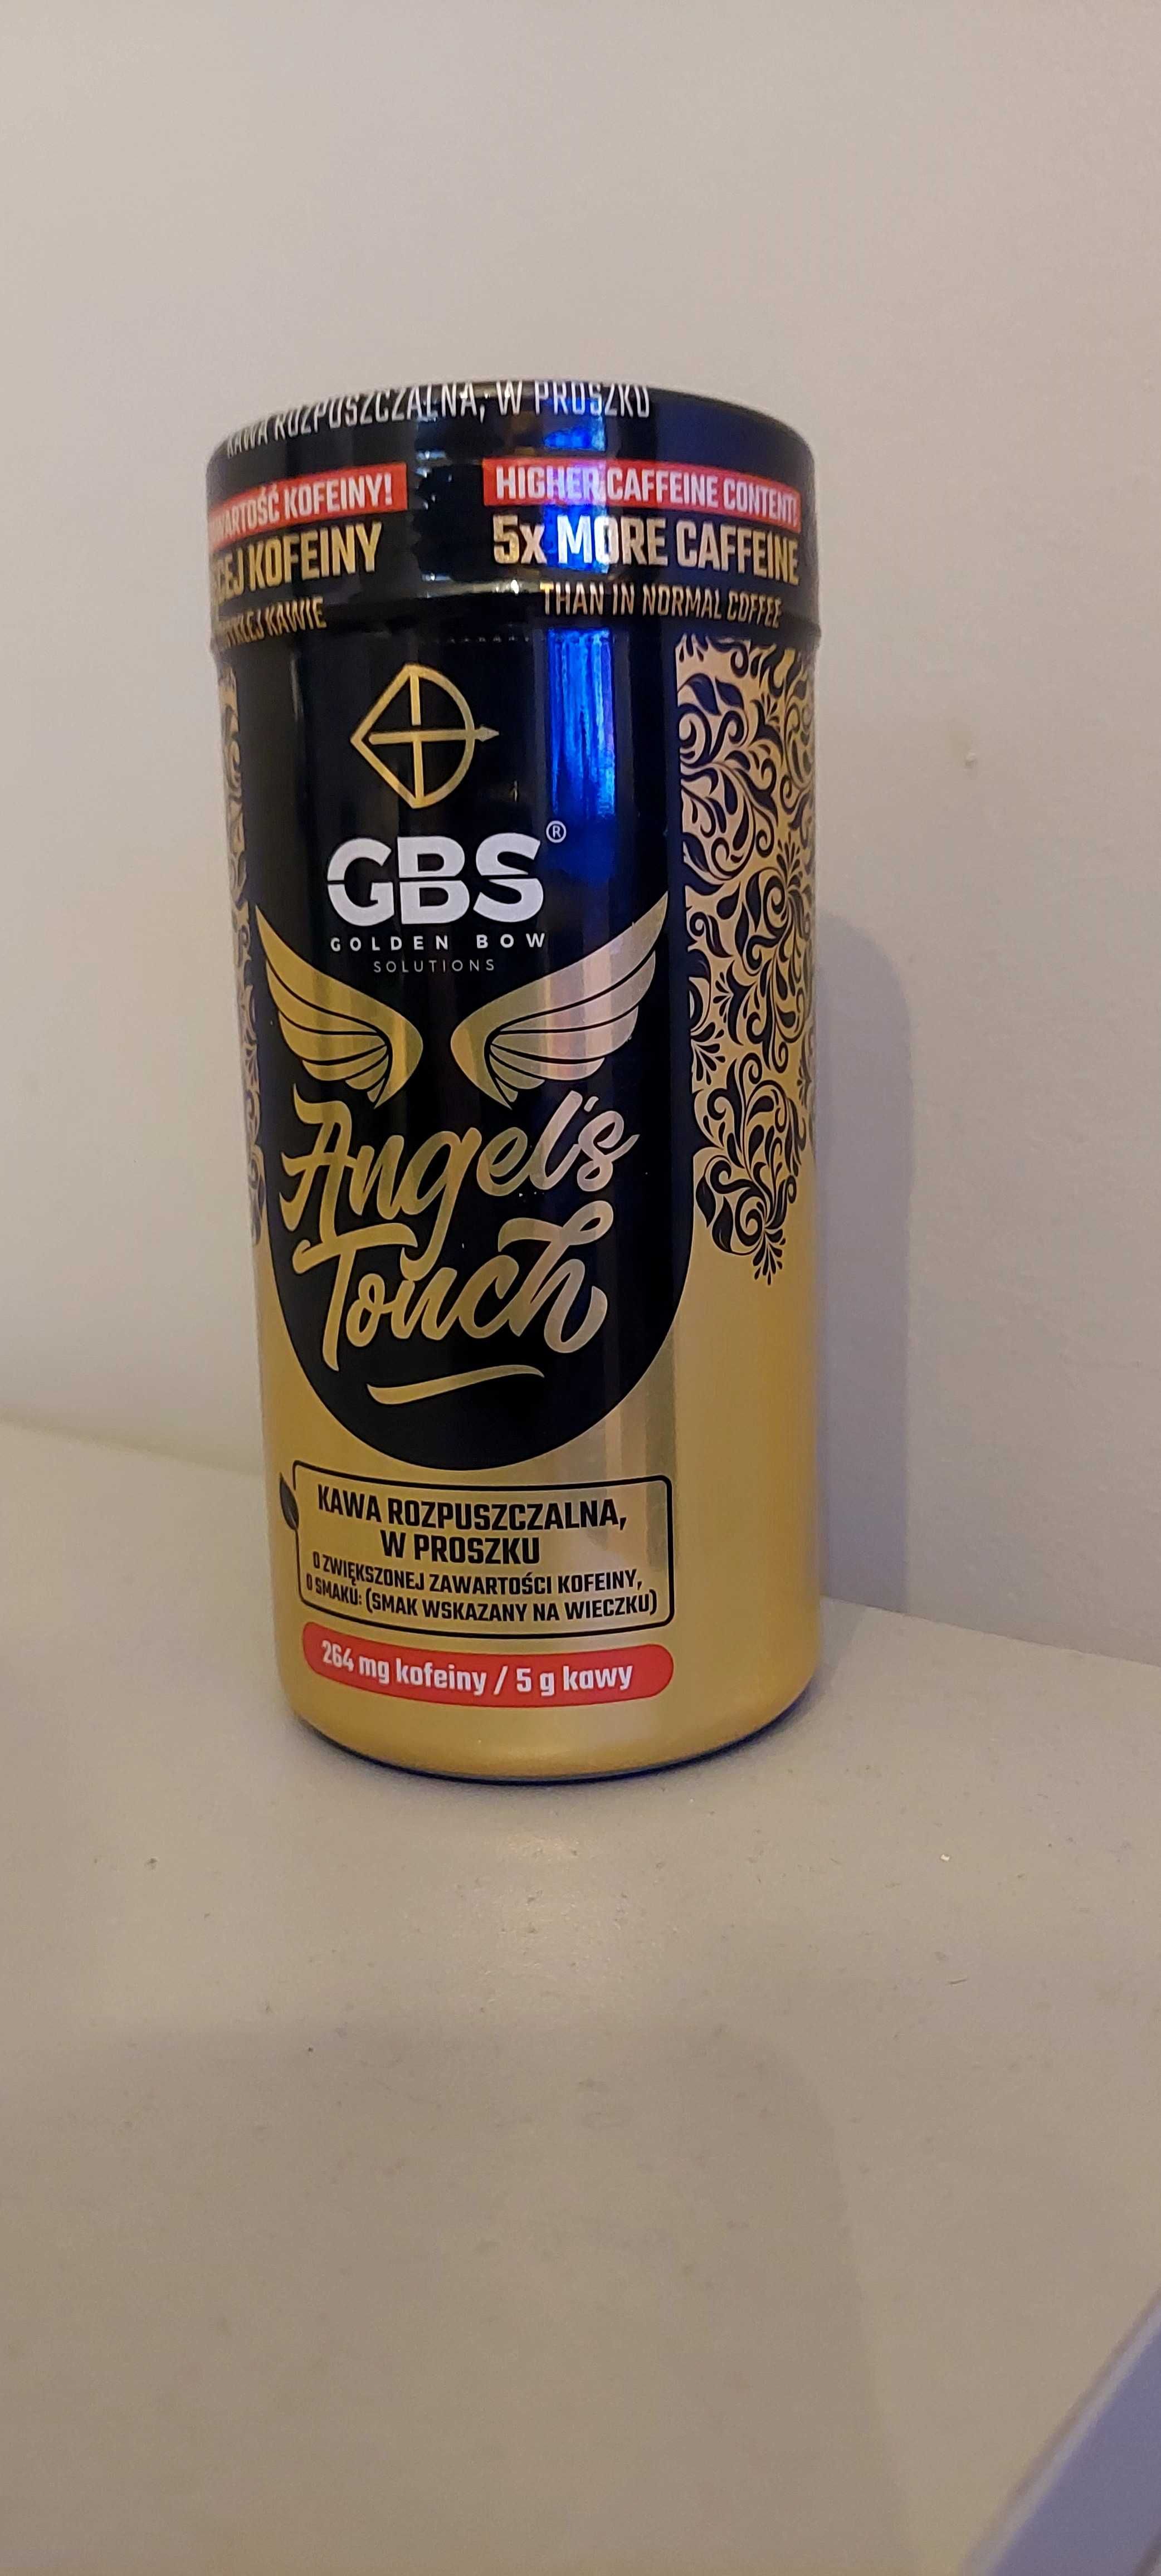 KAWA ROZPUSZCZALNA, W PROSZKU
KOFEINY!
HIGHER CAFFEINE CONTENT!
KOFEINY
5x MORE CAFFEINE
KAWIE
THAN IN NORMAL COFFEE
GBS®
GOLDEN BOW
SOLUTIONS
Angel's
Touch
KAWA ROZPUSZCZALNA,
W PROSZKU
O ZWIĘKSZONEJ ZAWARTOŚCI KOFEINY,
O SMAKU: (SMAK WSKAZANY NA WIECZKU)
264 mg kofeiny / 5 g kawy